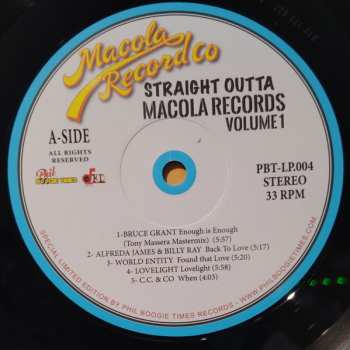 Macola
Record Co
STRAIGHT OUTTA
MACOLA RECORDS
VOLUME 1
A-SIDE
ALL RIGHTS
RESERVED
Phil
PBT-LP.004
STEREO
33 RPM
1-BRUCE GRANT Enough is Enough
(Tony Massera Mastermix) (5:57)
2- ALFREDA JAMES & BILLY RAY Back To Love (5:17)
3- WORLD ENTITY Found that Love (5:20)
4- LOVELIGHT Lovelight (5:58)
5- C.C. & CO When (4:03)
SPECIAL LIMITED EDITION BY PHIL BOOGIE TIMES RECORDS - WWW.PHILBOOGIETIMES.COM